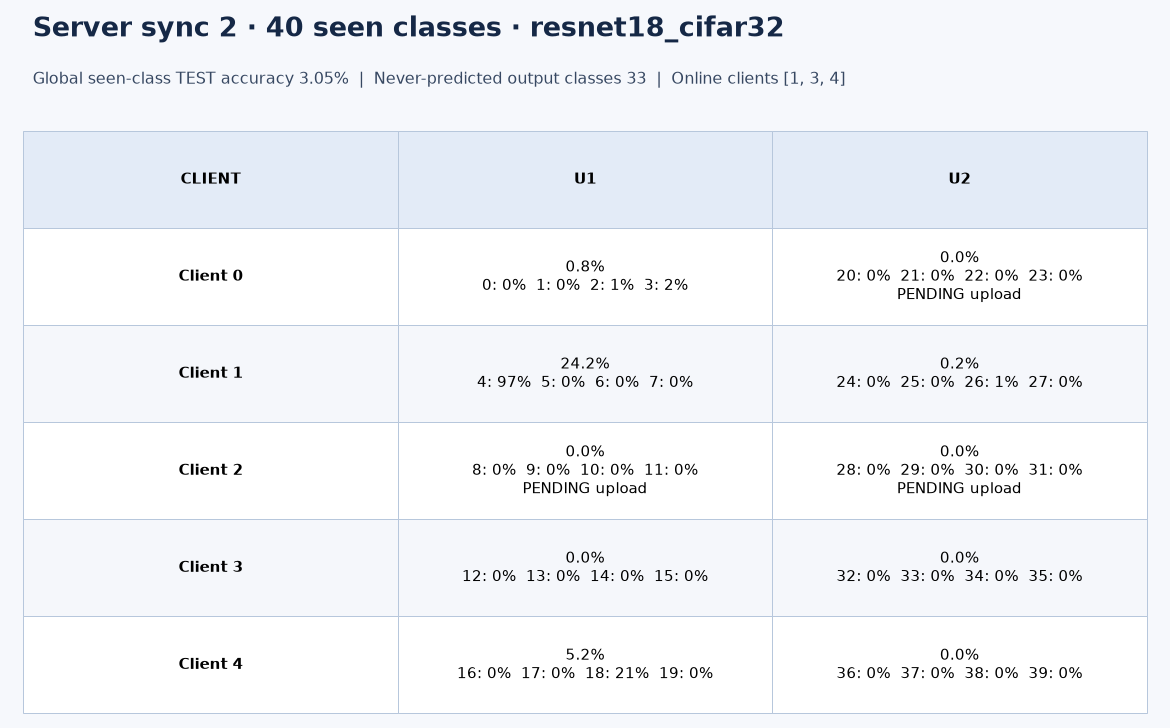 Server sync 2 · 40 seen classes · resnet18_cifar32
Global seen-class TEST accuracy 3.05%  |  Never-predicted output classes 33  |  Online clients [1, 3, 4]
CLIENT
U1
U2
Client 0
0.8%
0: 0%  1: 0%  2: 1%  3: 2%
0.0%
20: 0%  21: 0%  22: 0%  23: 0%
PENDING upload
Client 1
24.2%
4: 97%  5: 0%  6: 0%  7: 0%
0.2%
24: 0%  25: 0%  26: 1%  27: 0%
Client 2
0.0%
8: 0%  9: 0%  10: 0%  11: 0%
PENDING upload
0.0%
28: 0%  29: 0%  30: 0%  31: 0%
PENDING upload
Client 3
0.0%
12: 0%  13: 0%  14: 0%  15: 0%
0.0%
32: 0%  33: 0%  34: 0%  35: 0%
Client 4
5.2%
16: 0%  17: 0%  18: 21%  19: 0%
0.0%
36: 0%  37: 0%  38: 0%  39: 0%